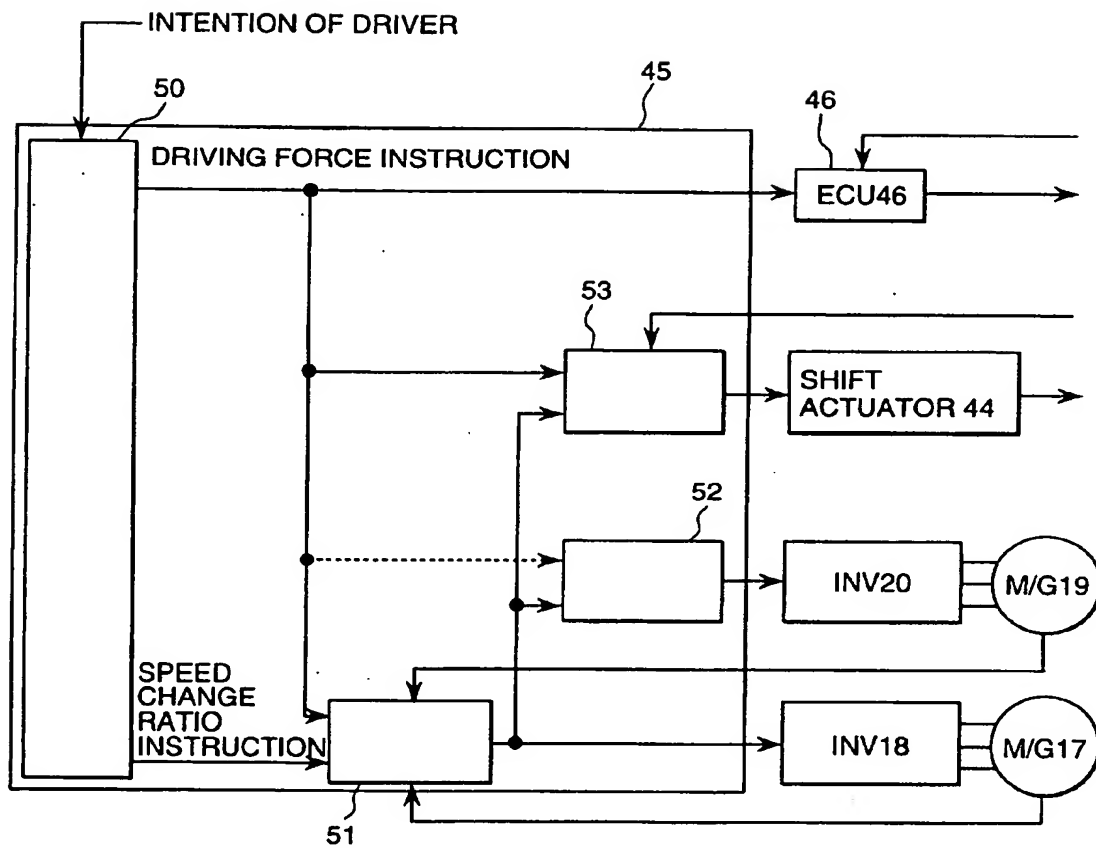 INTENTION OF DRIVER
50
45
46
DRIVING FORCE INSTRUCTION
ECU46
53
SHIFT
ACTUATOR 44
52
INV20
M/G19
SPEED
CHANGE
RATIO
INSTRUCTION
INV18
M/G17
51